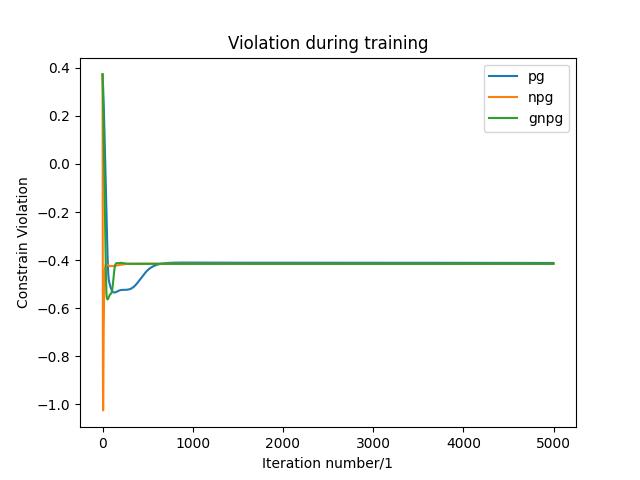 Violation during training
pg
npg
gnpg
0.4
0.2
0.0
−0.2
−0.4
−0.6
−0.8
−1.0
Constrain Violation
0 1000 2000 3000 4000 5000
Iteration number/1